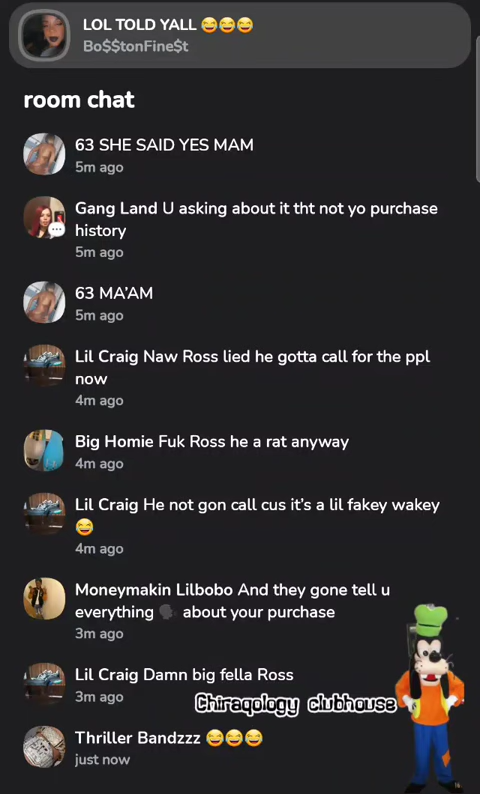 LOL TOLD YALL 😂😂😂
Bo$$tonFine$t
room chat
63 SHE SAID YES MAM
5m ago
Gang Land U asking about it tht not yo purchase
history
5m ago
63 MA'AM
5m ago
Lil Craig Naw Ross lied he gotta call for the ppl
now
4m ago
Big Homie Fuk Ross he a rat anyway
4m ago
Lil Craig He not gon call cus it's a lil fakey wakey
😂
4m ago
Moneymakin Lilbobo And they gone tell u
everything 🗣 about your purchase
3m ago
Lil Craig Damn big fella Ross
3m ago
Chiraqology clubhouse
Thriller Bandzzz 😂😂😂
just now